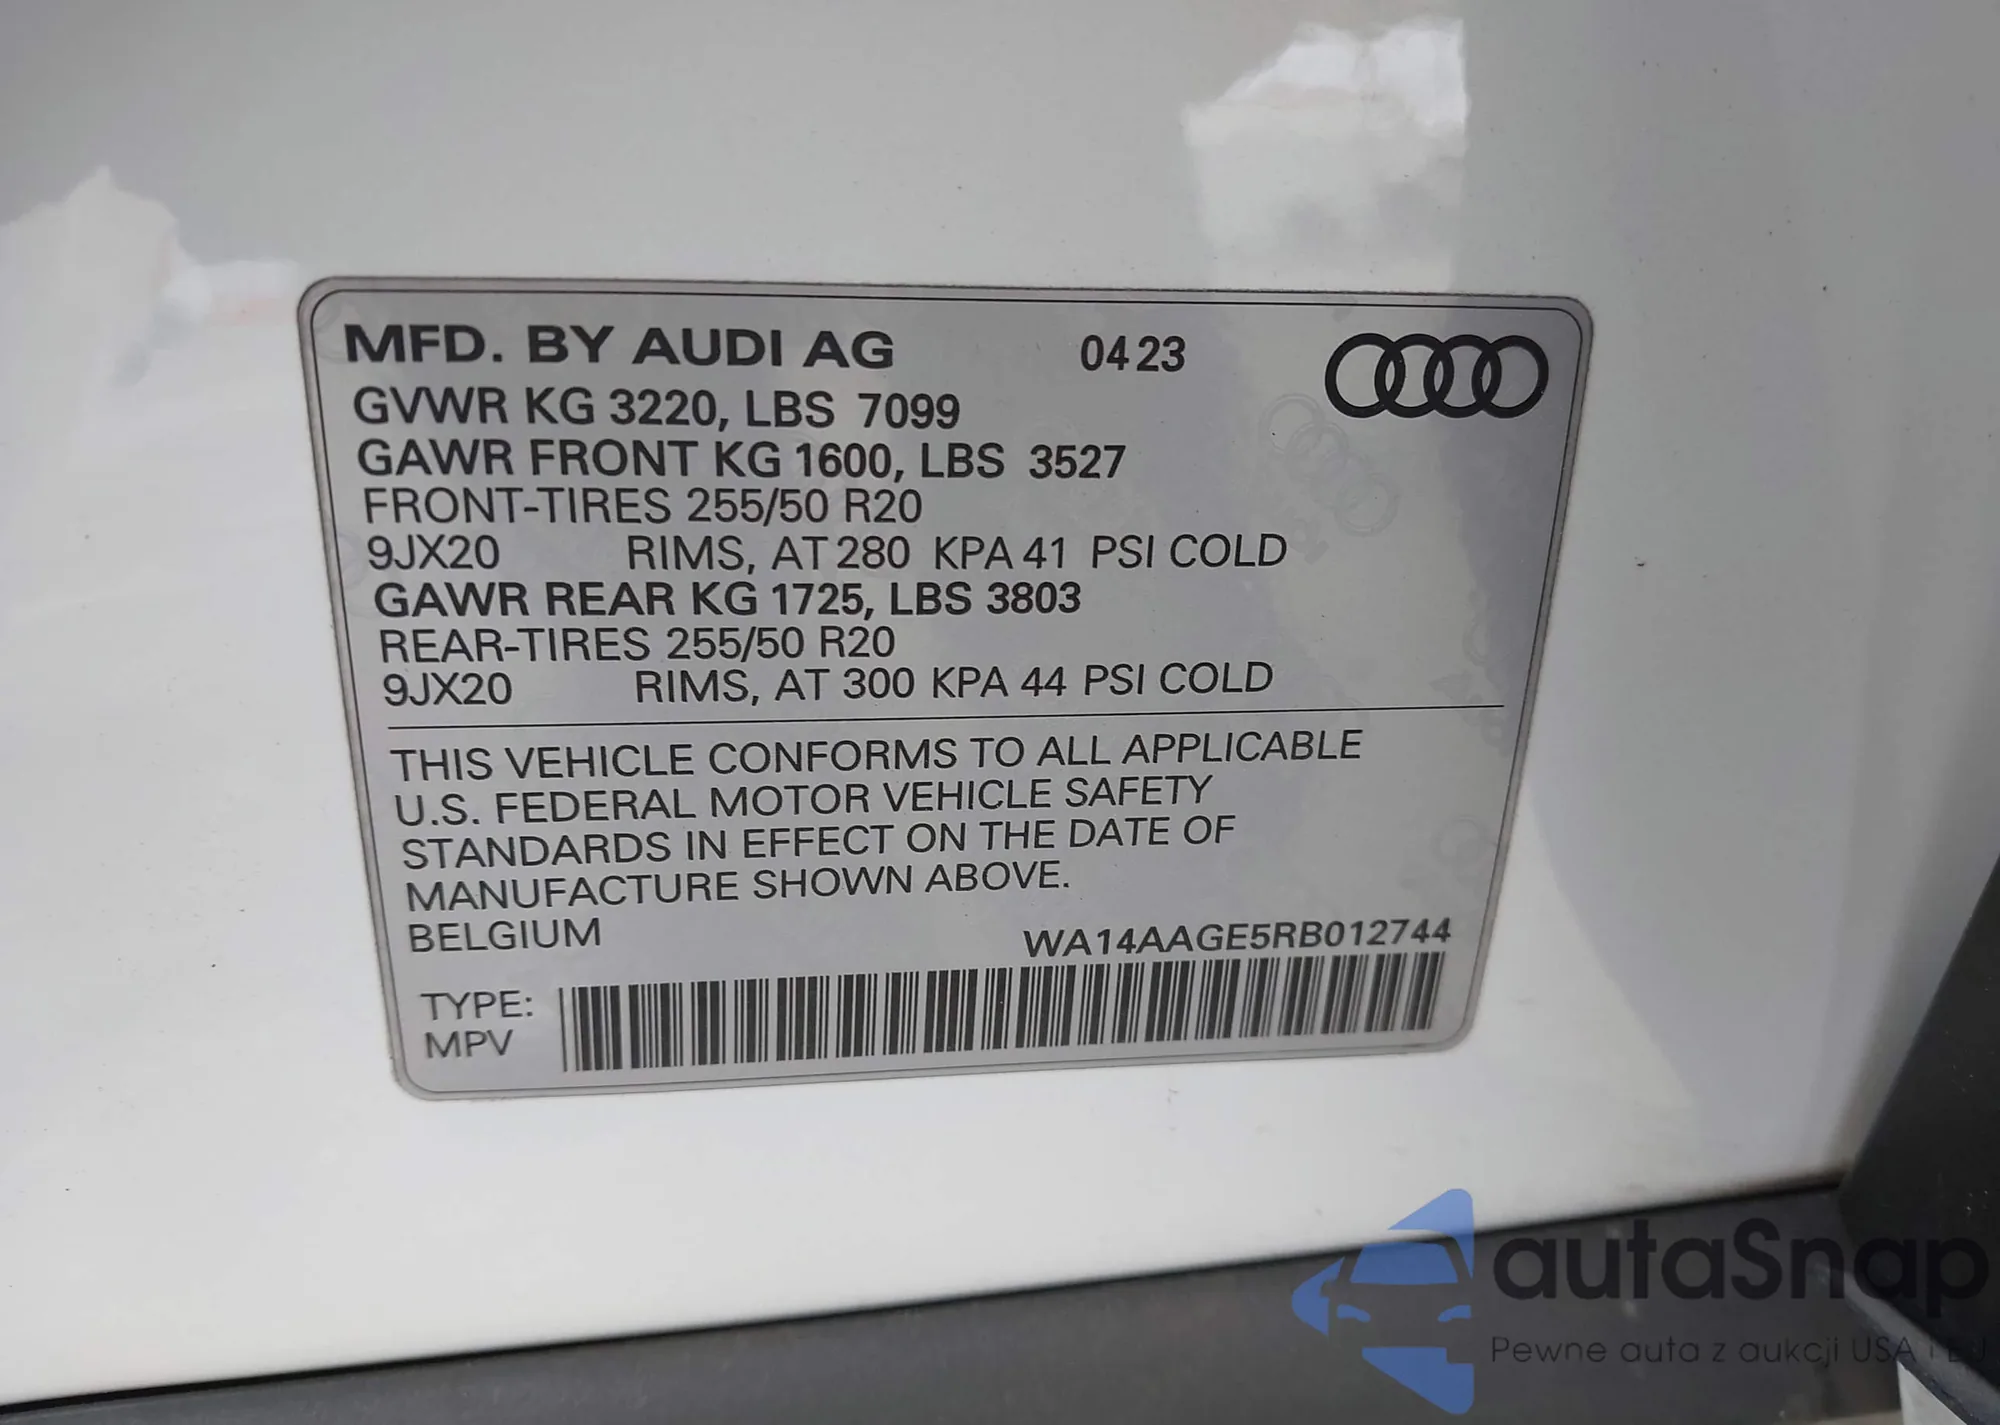 MFD. BY AUDI AG 04 23
GVWR KG 3220, LBS 7099
GAWR FRONT KG 1600, LBS 3527
FRONT-TIRES 255/50 R20
9JX20 RIMS, AT 280 KPA 41 PSI COLD
GAWR REAR KG 1725, LBS 3803
REAR-TIRES 255/50 R20
9JX20 RIMS, AT 300 KPA 44 PSI COLD
THIS VEHICLE CONFORMS TO ALL APPLICABLE
U.S. FEDERAL MOTOR VEHICLE SAFETY
STANDARDS IN EFFECT ON THE DATE OF
MANUFACTURE SHOWN ABOVE.
BELGIUM WA14AAGE5RB012744
TYPE:
MPV
autaSnap
Pewne auta z aukcji USA i EU